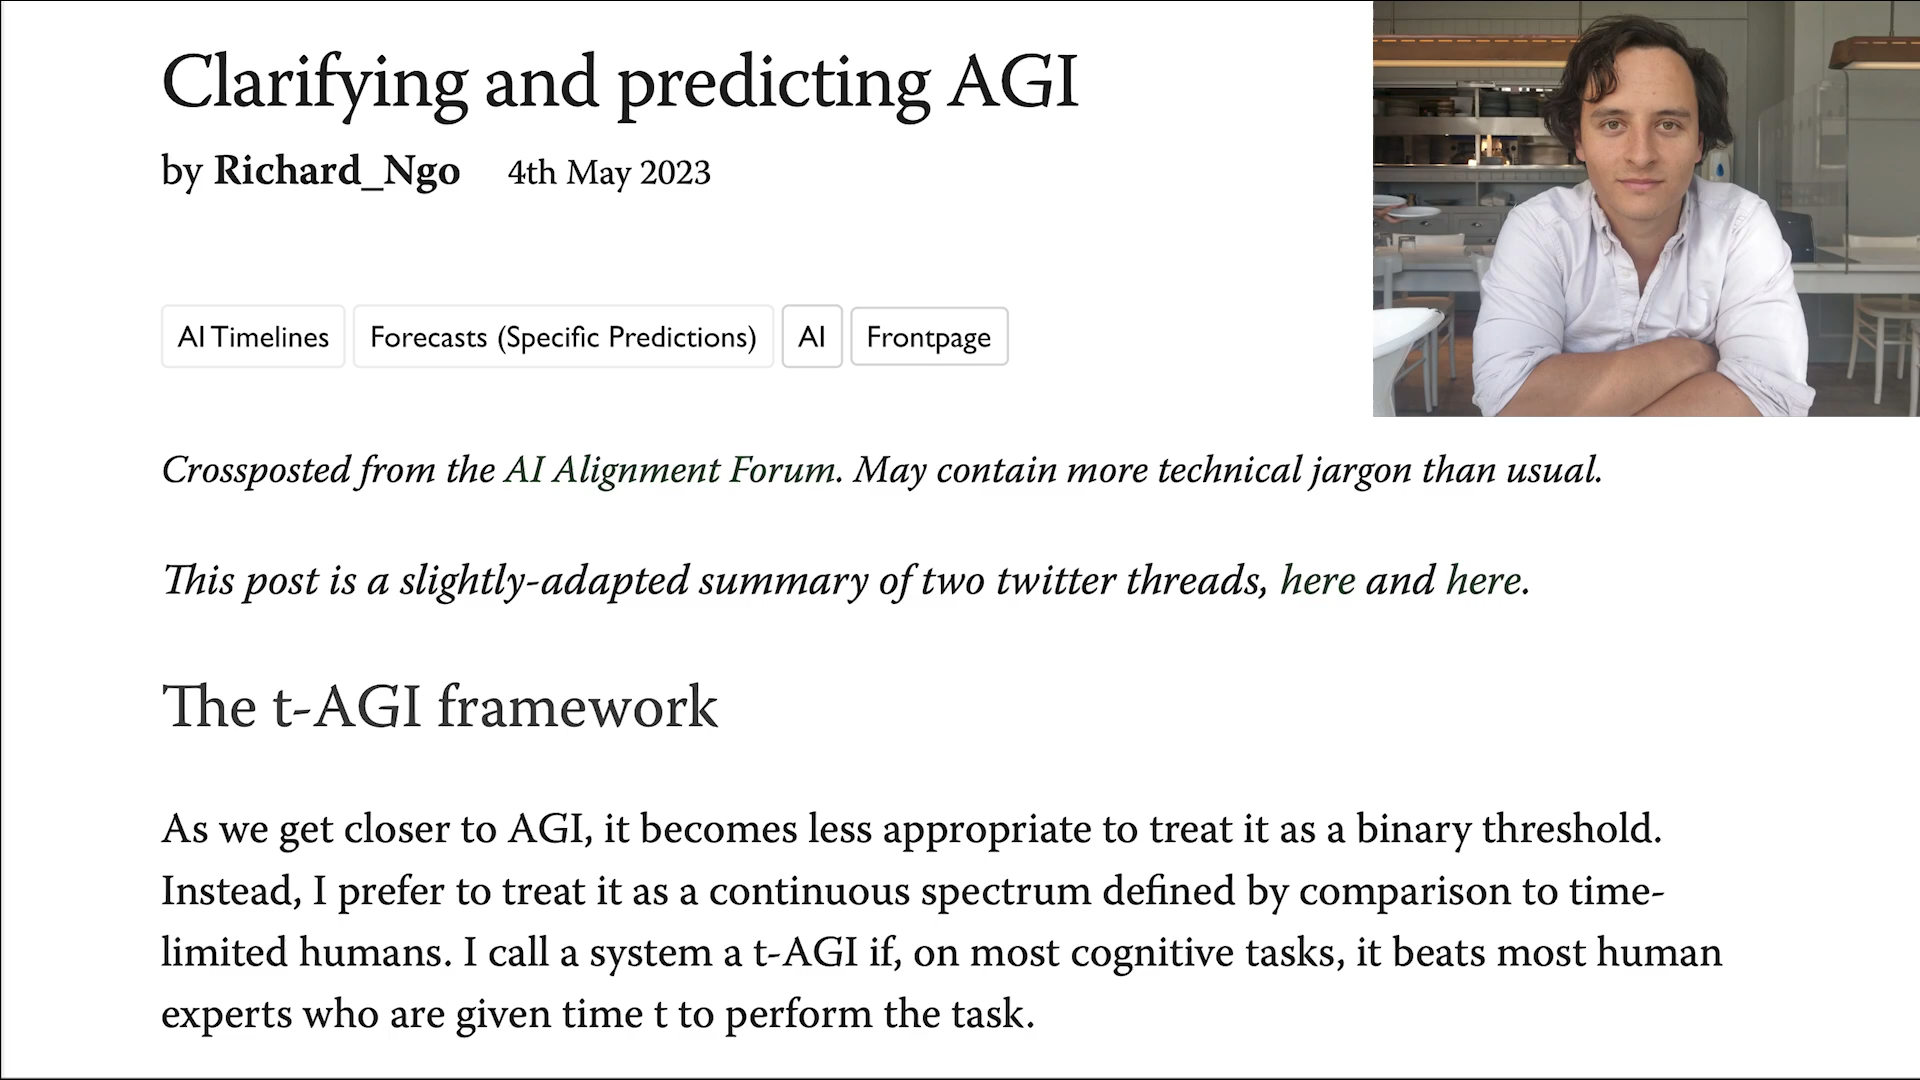 Clarifying and predicting AGI
by Richard_Ngo 4th May 2023
AI Timelines Forecasts (Specific Predictions) AI Frontpage
Crossposted from the AI Alignment Forum. May contain more technical jargon than usual.
This post is a slightly-adapted summary of two twitter threads, here and here.
The t-AGI framework
As we get closer to AGI, it becomes less appropriate to treat it as a binary threshold.
Instead, I prefer to treat it as a continuous spectrum defined by comparison to time-
limited humans. I call a system a t-AGI if, on most cognitive tasks, it beats most human
experts who are given time t to perform the task.